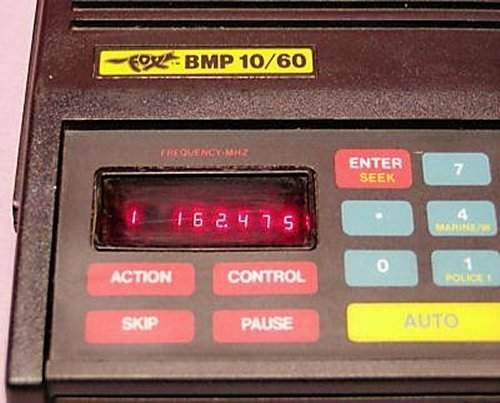 FOX BMP 10/60
FREQUENCY-MHZ
1 162.475
ENTER
SEEK
7
*
4
MARINE/W
0
1
POLICE 1
ACTION
CONTROL
SKIP
PAUSE
AUTO